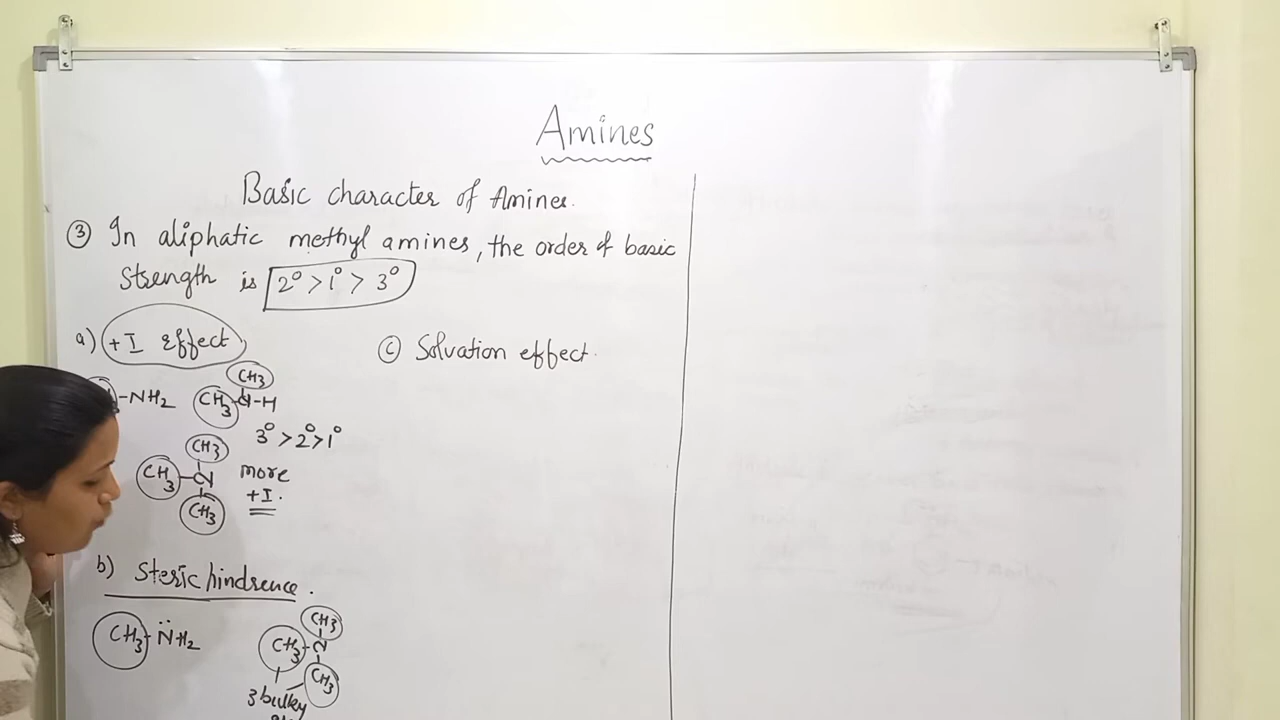 Amines
Basic character of Amines.
③ In aliphatic methyl amines, the order of basic
strength is 2° > 1° > 3°
a) +I effect
-NH₂
CH₃
CH₃-N-H
3° > 2° > 1°
CH₃
CH₃-N
CH₃
more
+I.
b) Steric hindrence.
CH₃-N̈H₂
CH₃
CH₃-N
CH₃
3 bulky
© Solvation effect.